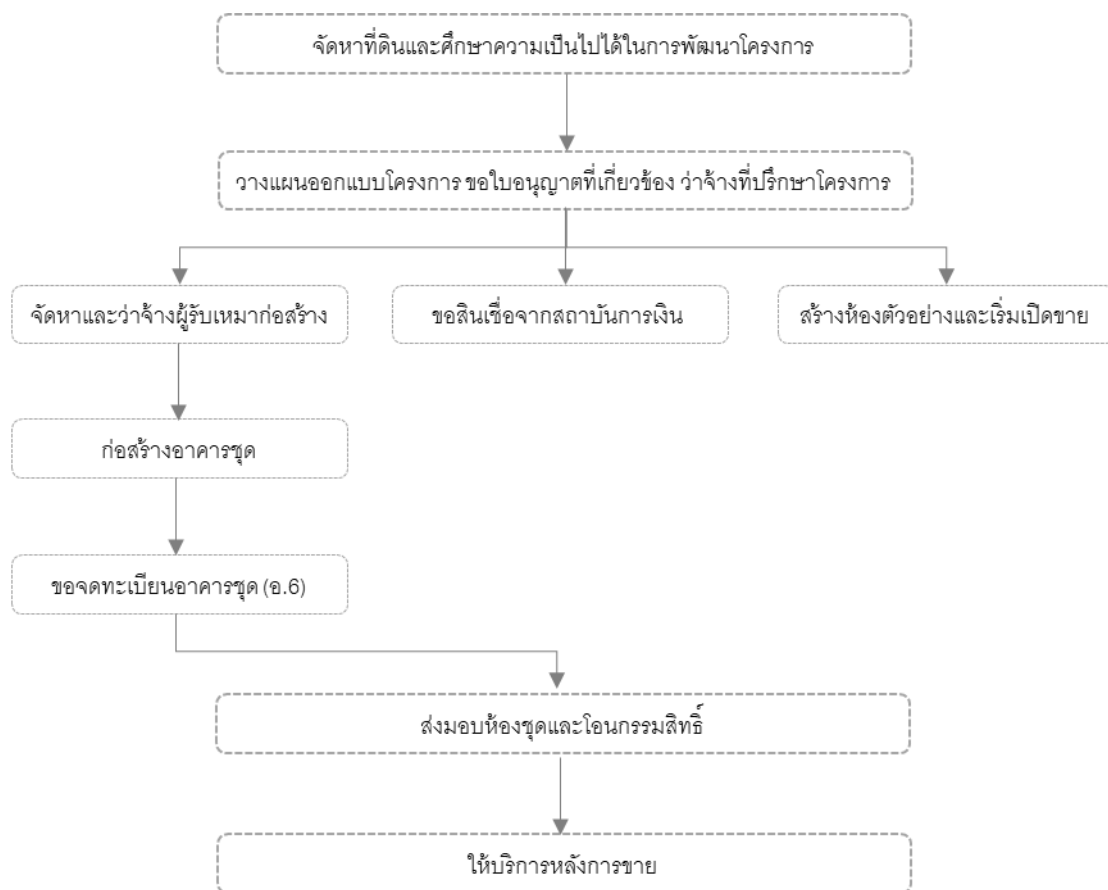 จัดหาที่ดินและศึกษาความเป็นไปได้ในการพัฒนาโครงการ
วางแผนออกแบบโครงการ ขอใบอนุญาตที่เกี่ยวข้อง ว่าจ้างที่ปรึกษาโครงการ
จัดหาและว่าจ้างผู้รับเหมาก่อสร้าง
ขอสินเชื่อจากสถาบันการเงิน
สร้างห้องตัวอย่างและเริ่มเปิดขาย
ก่อสร้างอาคารชุด
ขอจดทะเบียนอาคารชุด (อ.6)
ส่งมอบห้องชุดและโอนกรรมสิทธิ์
ให้บริการหลังการขาย